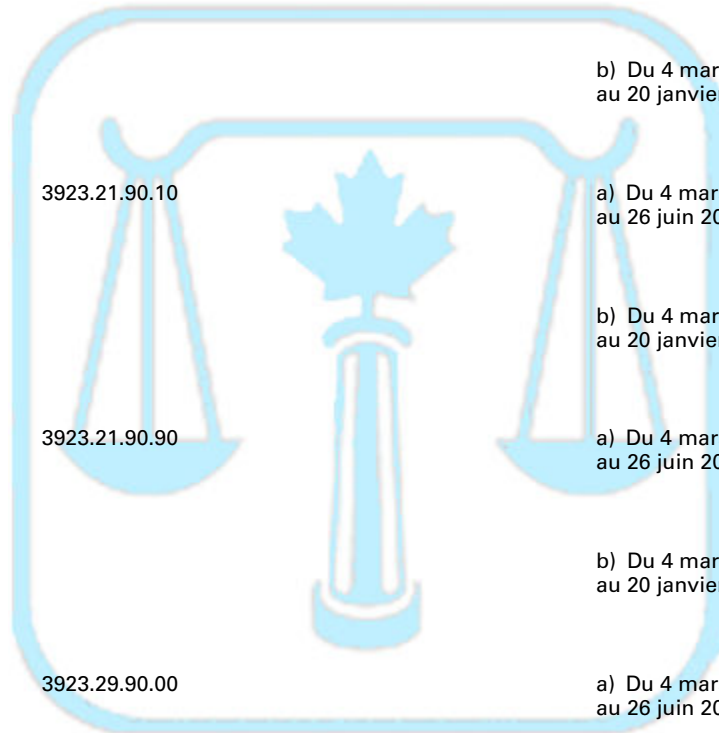 b) Du 4 mar
au 20 janvier
3923.21.90.10 a) Du 4 mar
au 26 juin 20
b) Du 4 mar
au 20 janvier
3923.21.90.90 a) Du 4 mar
au 26 juin 20
b) Du 4 mar
au 20 janvier
3923.29.90.00 a) Du 4 mar
au 26 juin 20